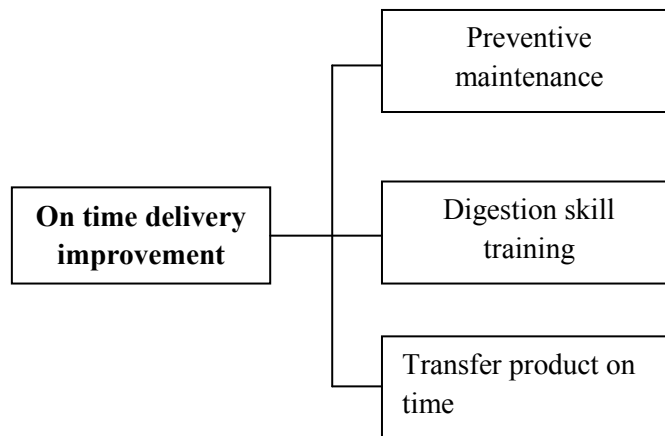 Preventive
maintenance
On time delivery
improvement
Digestion skill
training
Transfer product on
time